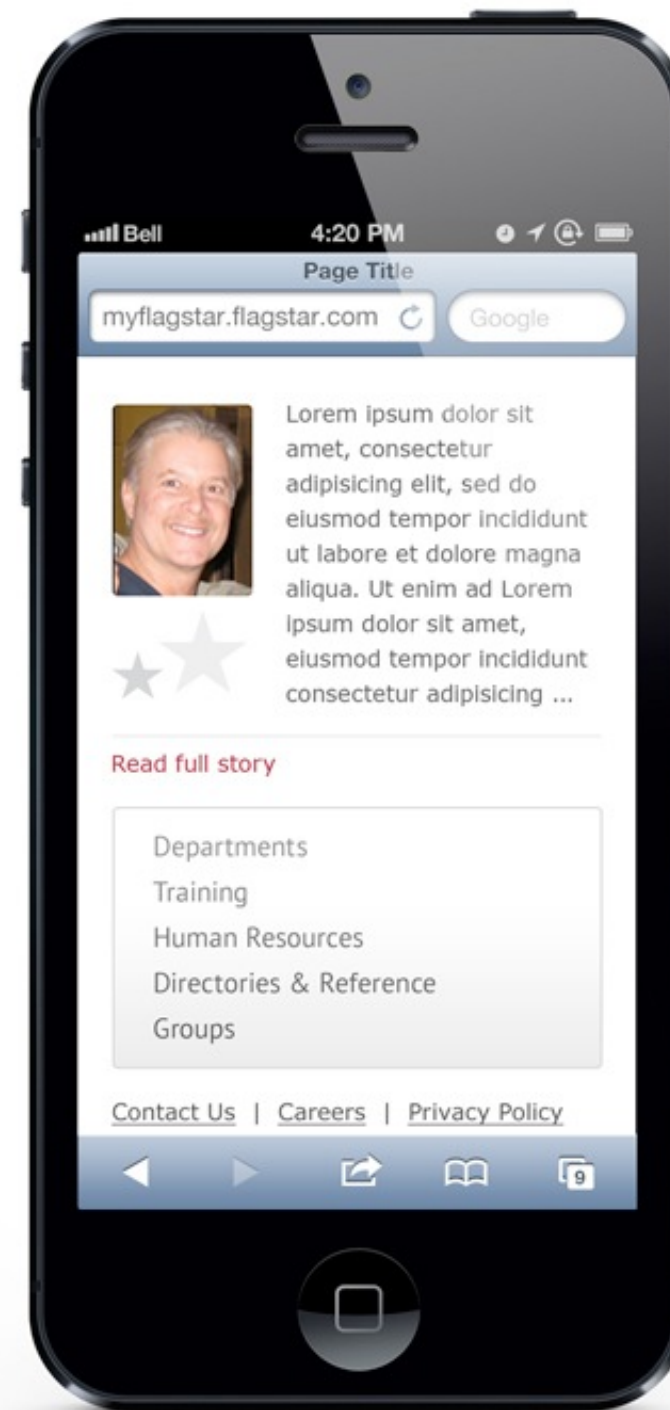 Bell 4:20 PM
Page Title
myflagstar.flagstar.com Google
Lorem ipsum dolor sit
amet, consectetur
adipisicing elit, sed do
eiusmod tempor incididunt
ut labore et dolore magna
aliqua. Ut enim ad Lorem
ipsum dolor sit amet,
eiusmod tempor incididunt
consectetur adipisicing ...
Read full story
Departments
Training
Human Resources
Directories & Reference
Groups
Contact Us | Careers | Privacy Policy
9